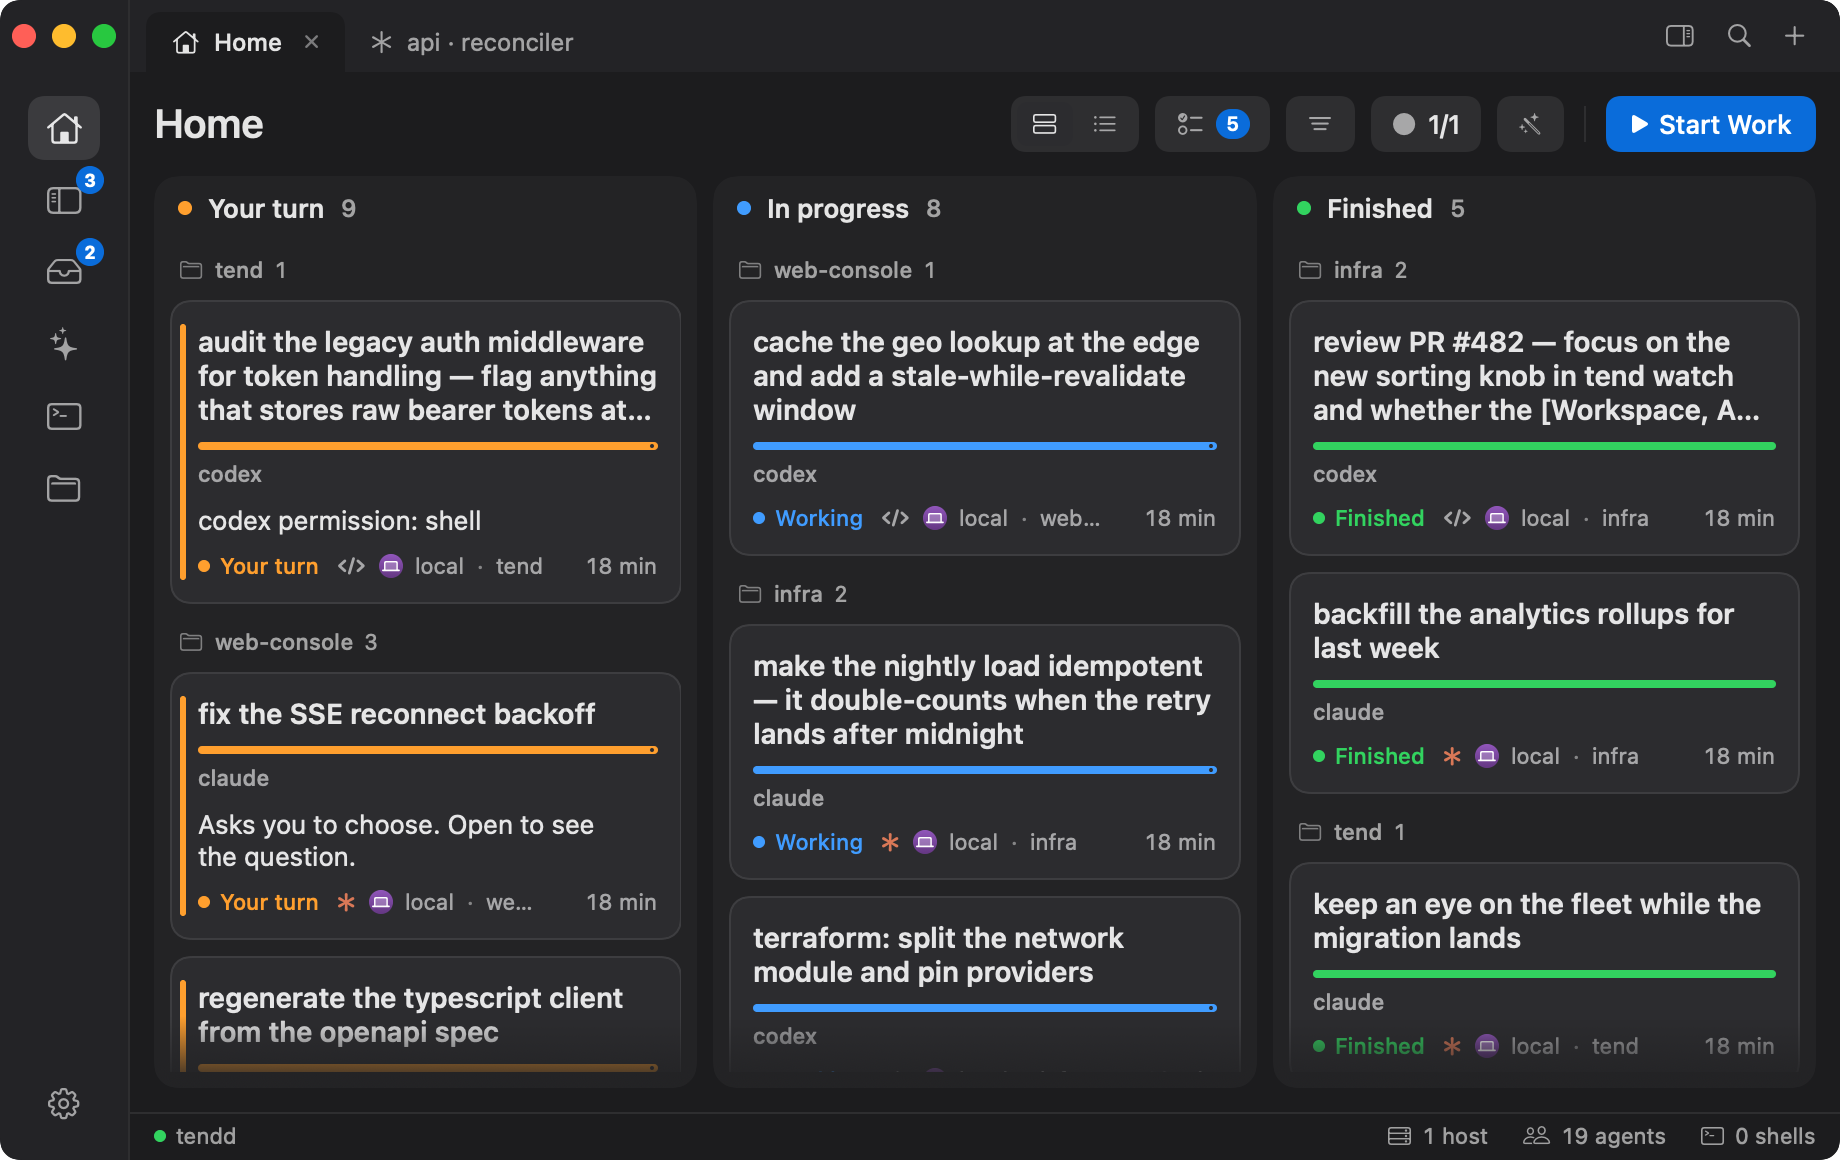 Home
api · reconciler
3
2
Home
5
1/1
Start Work
Your turn 9
tend 1
audit the legacy auth middleware
for token handling — flag anything
that stores raw bearer tokens at...
codex
codex permission: shell
Your turn </> local · tend 18 min
web-console 3
fix the SSE reconnect backoff
claude
Asks you to choose. Open to see
the question.
Your turn local · we... 18 min
regenerate the typescript client
from the openapi spec
In progress 8
web-console 1
cache the geo lookup at the edge
and add a stale-while-revalidate
window
codex
Working </> local · web... 18 min
infra 2
make the nightly load idempotent
— it double-counts when the retry
lands after midnight
claude
Working local · infra 18 min
terraform: split the network
module and pin providers
codex
Finished 5
infra 2
review PR #482 — focus on the
new sorting knob in tend watch
and whether the [Workspace, A...
codex
Finished </> local · infra 18 min
backfill the analytics rollups for
last week
claude
Finished local · infra 18 min
tend 1
keep an eye on the fleet while the
migration lands
claude
Finished local · tend 18 min
tendd
1 host
19 agents
0 shells